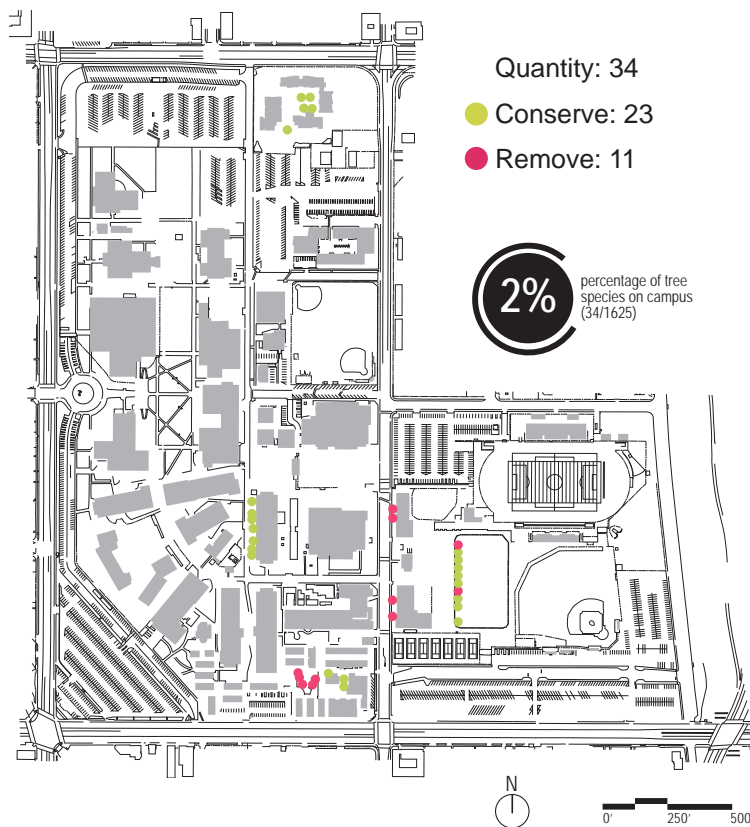 Quantity: 34
Conserve: 23
Remove: 11
2%
percentage of tree
species on campus
(34/1625)
N
0'
250'
500